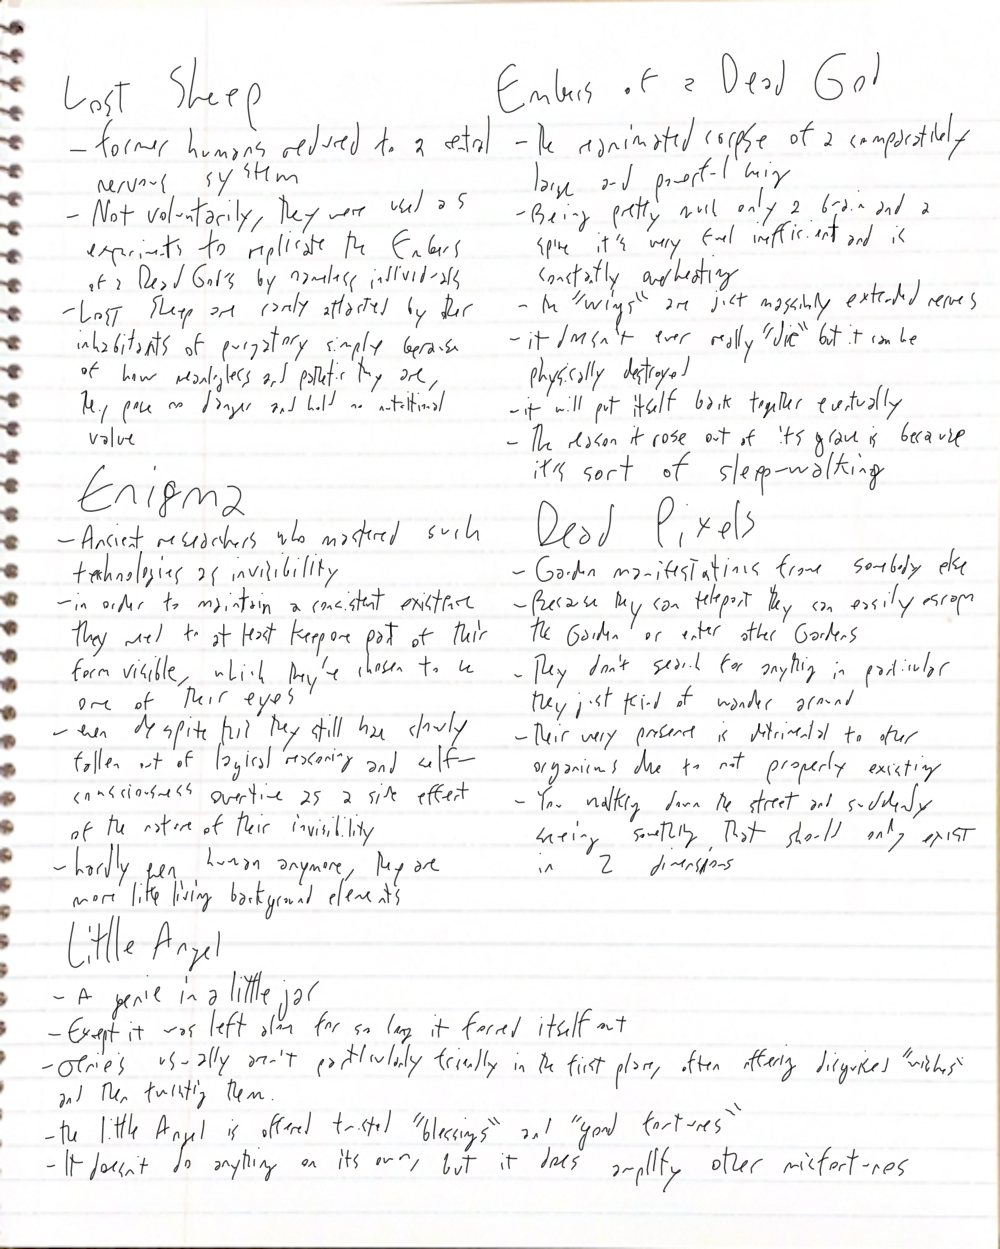 Lost Sheep
- former humans reduced to a cetral
nervous system
- Not voluntarily, they were used as
expriments to replicate the Embers
of a Dead God's by nameless individuals
- Lost Sheep are rarely attacted by other
inhabitants of purgatory simply because
of how meaningless and pathetic they are,
they pose no danger and hold no nutritional
value
Enigma
- Ancient researchers who mastered such
technologies as invisibility
- in order to maintain a consistent existence
they need to at least keep one part of their
form visible, which they've chosen to be
one of their eyes
- even despite this they still have slowly
fallen out of logical reasoning and self-
consciousness overtime as a side effect
of the nature of their invisibility
- hardly even human anymore, they are
more like living background elements
Embers of a Dead God
- the reanimated corpse of a comparatively
large and powerful being
- Being pretty much only a brain and a
spine it's very fuel inefficient and is
constantly overheating
- the "wings" are just massively extended nerves
- it doesn't ever really "die" but it can be
physically destroyed
- it will put itself back together eventually
- The reason it rose out of its grave is because
it's sort of sleep-walking
Dead Pixels
- Garden manifestations from somebody else
- Because they can teleport they can easily escape
the Garden or enter other Gardens
- They don't search for anything in particular
they just kind of wander around
- their very presence is detrimental to other
organisms due to not properly existing
- You walking down the street and suddenly
seeing something that should only exist
in 2 dimensions
Little Angel
- A genie in a little jar
- Except it was left alone for so long it forced itself out
- Genies usually aren't particularly friendly in the first place, often offering disguised "wishes"
and then twisting them.
- the little Angel is offered twisted "blessings" and "good fortunes"
- It doesn't do anything on its own, but it does amplify other misfortunes